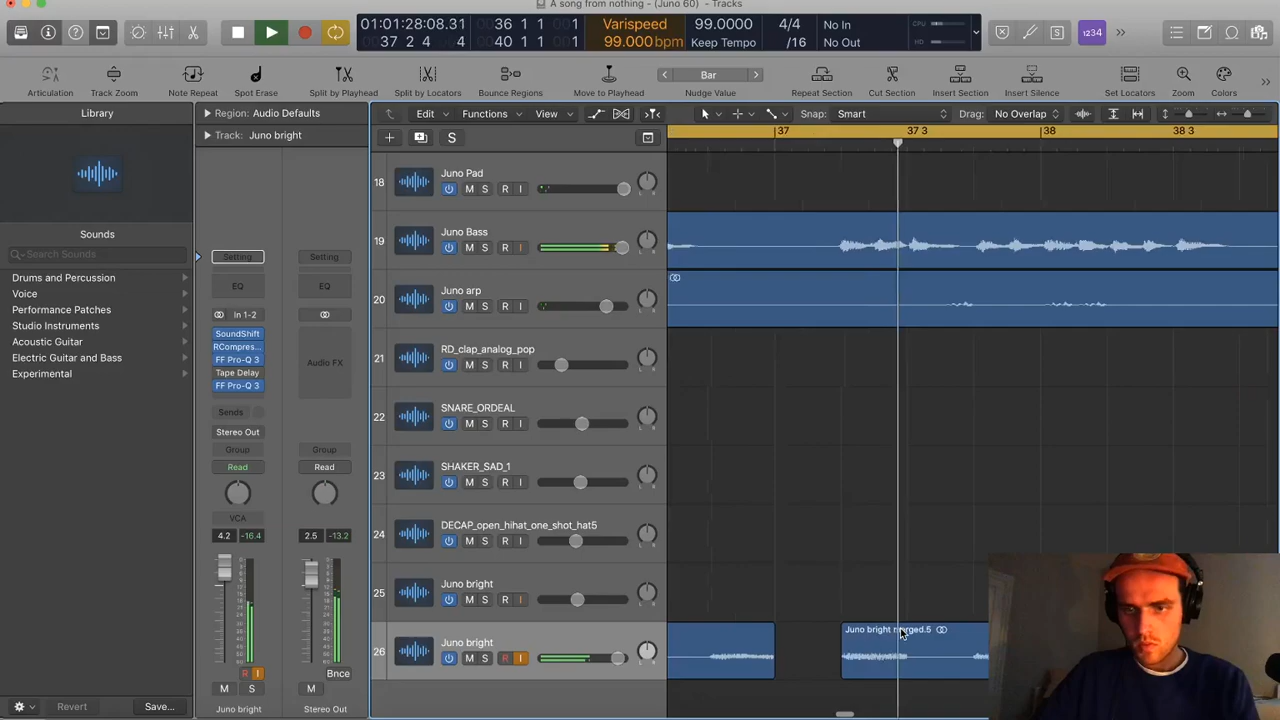 A song from nothing - (Juno 60) - Tracks
01:01:28:08.31
37 2 4 4
36 1 1 1
40 1 1 1
Varispeed
99.000bpm
99.0000
Keep Tempo
4/4
/16
No In
No Out
CPU
HD
1234
Articulation
Track Zoom
Note Repeat
Spot Erase
Split by Playhead
Split by Locators
Bounce Regions
Move to Playhead
Bar
Nudge Value
Repeat Section
Cut Section
Insert Section
Insert Silence
Set Locators
Zoom
Colors
Library
Region: Audio Defaults
Track: Juno bright
Edit
Functions
View
Snap: Smart
Drag: No Overlap
37
37 3
38
38 3
Sounds
Search Sounds
Drums and Percussion
Voice
Performance Patches
Studio Instruments
Acoustic Guitar
Electric Guitar and Bass
Experimental
Revert
Save...
Setting
EQ
In 1-2
SoundShift
RCompres...
FF Pro-Q 3
Tape Delay
FF Pro-Q 3
Sends
Stereo Out
Group
Read
VCA
4.2 -16.4
R I
M S
Juno bright
Setting
EQ
Audio FX
Group
Read
2.5 -13.2
Bnce
M
Stereo Out
S
18 Juno Pad
M S R I
19 Juno Bass
M S R I
20 Juno arp
M S R I
21 RD_clap_analog_pop
M S R I
22 SNARE_ORDEAL
M S R I
23 SHAKER_SAD_1
M S R I
24 DECAP_open_hihat_one_shot_hat5
M S R I
25 Juno bright
M S R I
26 Juno bright
M S R I
Juno bright merged.5